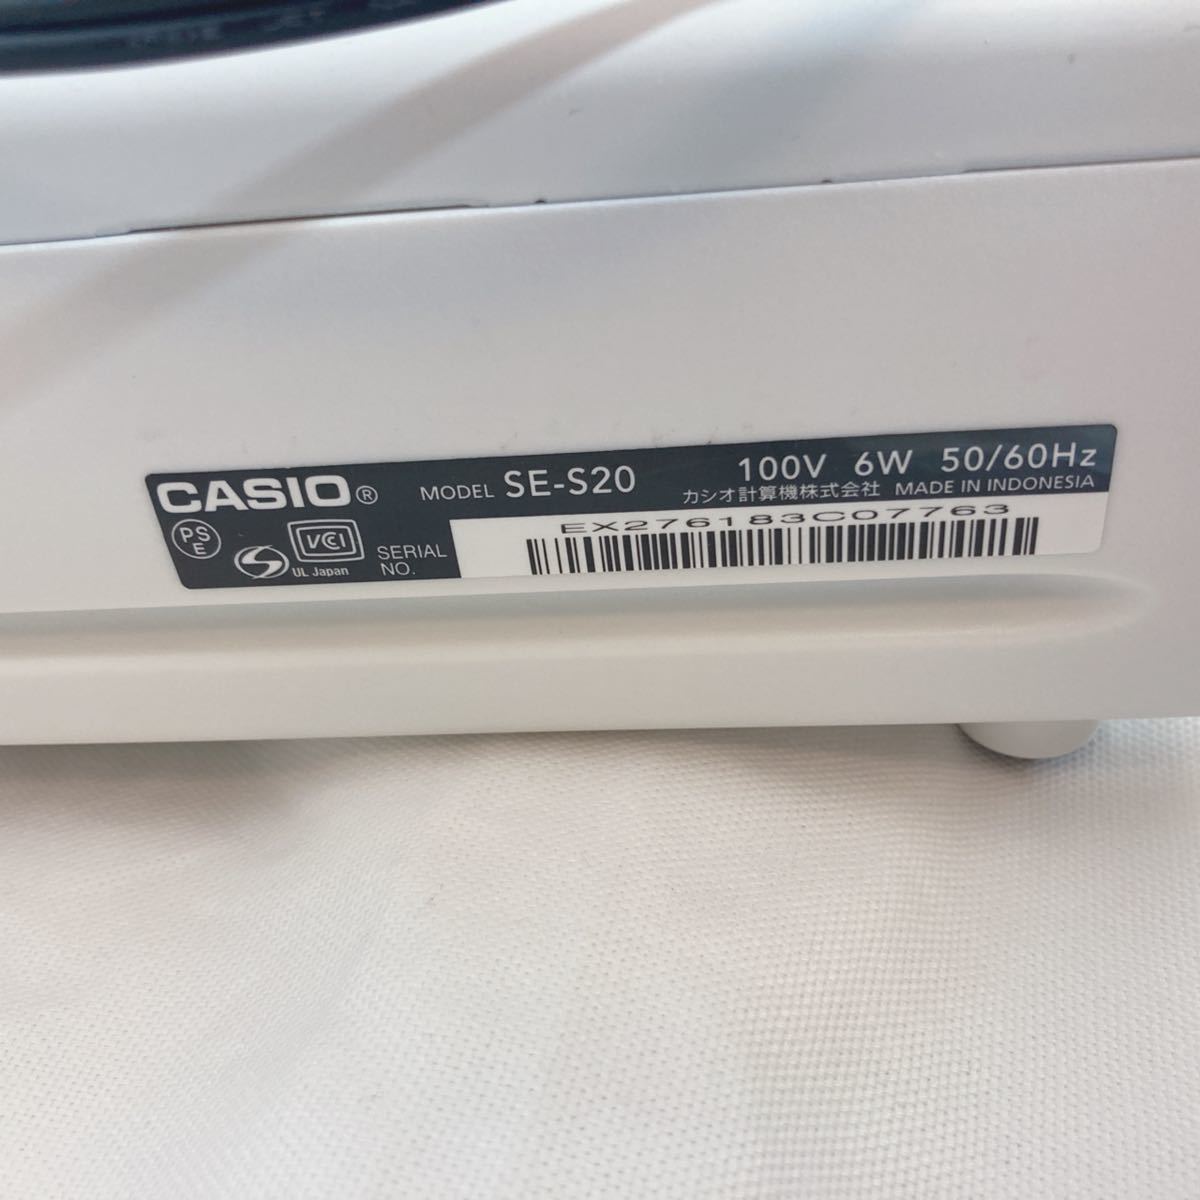 CASIO® MODEL SE-S20 100V 6W 50/60Hz
カシオ計算機株式会社 MADE IN INDONESIA
PS
E
VCI
UL Japan
SERIAL
NO.
EX276183C07763